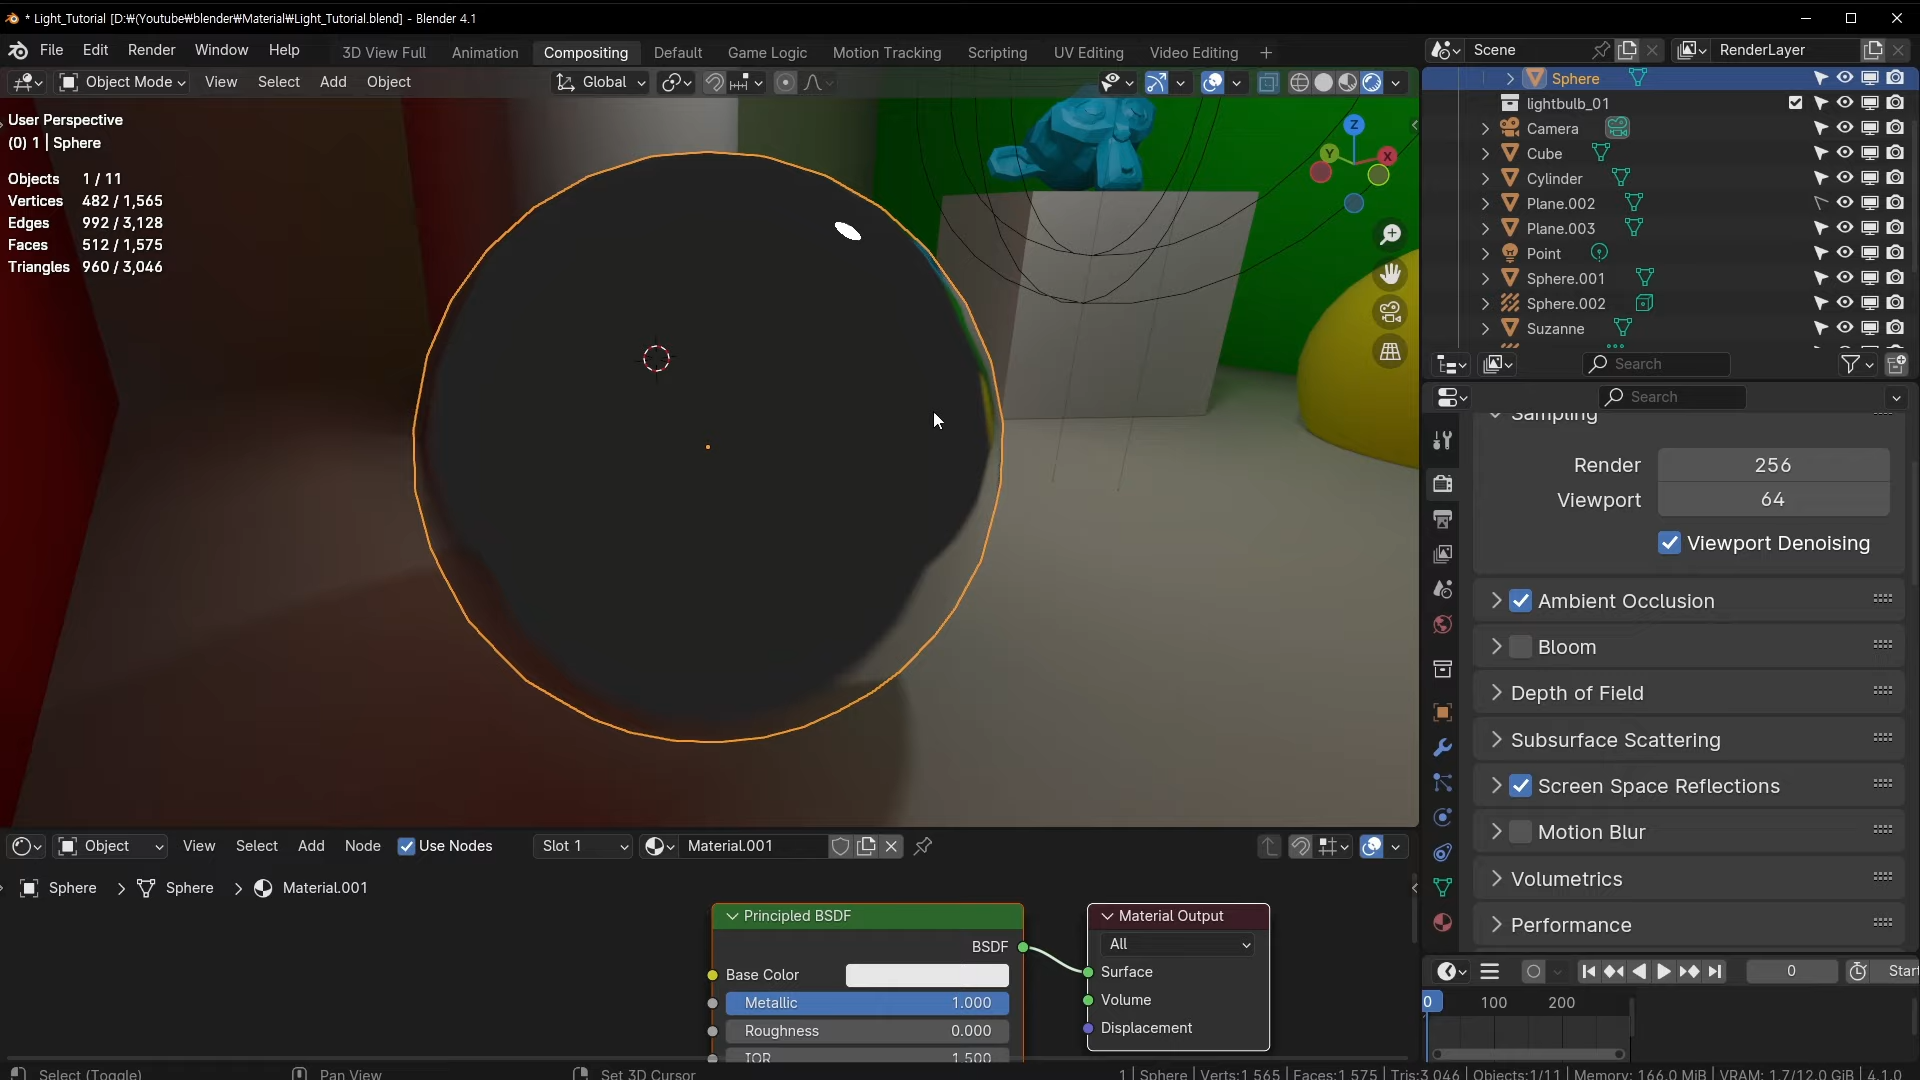 * Light_Tutorial [D:₩(Youtube₩blender₩Material₩Light_Tutorial.blend] - Blender 4.1
File Edit Render Window Help 3D View Full Animation Compositing Default Game Logic Motion Tracking Scripting UV Editing Video Editing + Scene RenderLayer
Object Mode View Select Add Object Global
User Perspective
(0) 1 | Sphere
Objects 1 / 11
Vertices 482 / 1,565
Edges 992 / 3,128
Faces 512 / 1,575
Triangles 960 / 3,046
Z
Y
X
Sphere
lightbulb_01
Camera
Cube
Cylinder
Plane.002
Plane.003
Point
Sphere.001
Sphere.002
Suzanne
Search
Search
Sampling
Render 256
Viewport 64
Viewport Denoising
Ambient Occlusion
Bloom
Depth of Field
Subsurface Scattering
Screen Space Reflections
Motion Blur
Volumetrics
Performance
Object View Select Add Node Use Nodes Slot 1 Material.001
Sphere > Sphere > Material.001
Principled BSDF
BSDF
Base Color
Metallic 1.000
Roughness 0.000
IOR 1.500
Material Output
All
Surface
Volume
Displacement
0 Start
0 100 200
Select (Toggle) Pan View Set 3D Cursor 1 | Sphere | Verts:1,565 | Faces:1,575 | Tris:3,046 | Objects:1/11 | Memory: 166.0 MiB | VRAM: 1.7/12.0 GiB | 4.1.0